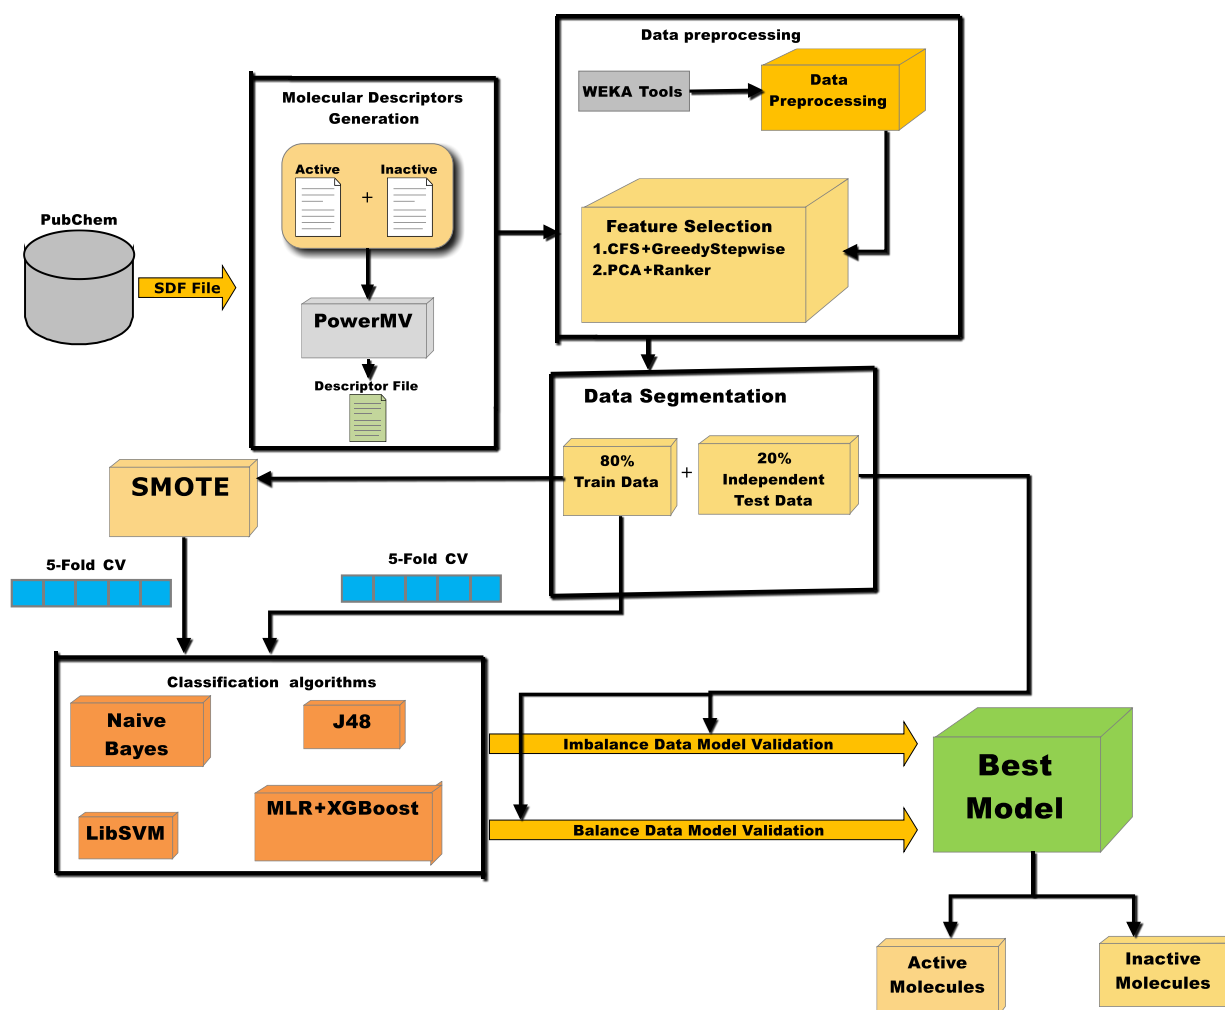 Data preprocessing
WEKA Tools
Data
Preprocessing
Molecular Descriptors
Generation
Active
Inactive
+
PubChem
SDF File
Feature Selection
1.CFS+GreedyStepwise
2.PCA+Ranker
PowerMV
Descriptor File
Data Segmentation
80%
Train Data
+
20%
Independent
Test Data
SMOTE
5-Fold CV
5-Fold CV
Classification algorithms
Naive
Bayes
J48
LibSVM
MLR+XGBoost
Imbalance Data Model Validation
Balance Data Model Validation
Best
Model
Active
Molecules
Inactive
Molecules